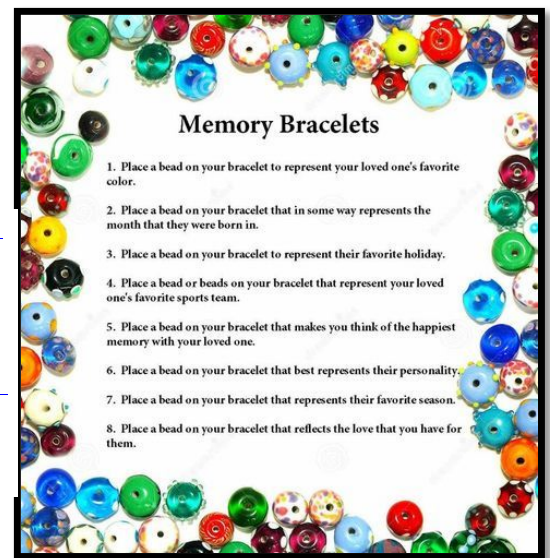 Memory Bracelets
1. Place a bead on your bracelet to represent your loved one's favorite
color.
2. Place a bead on your bracelet that in some way represents the
month that they were born in.
3. Place a bead on your bracelet to represent their favorite holiday.
4. Place a bead or beads on your bracelet that represent your loved
one's favorite sports team.
5. Place a bead on your bracelet that makes you think of the happiest
memory with your loved one.
6. Place a bead on your bracelet that best represents their personality.
7. Place a bead on your bracelet that represents their favorite season.
8. Place a bead on your bracelet that reflects the love that you have for
them.